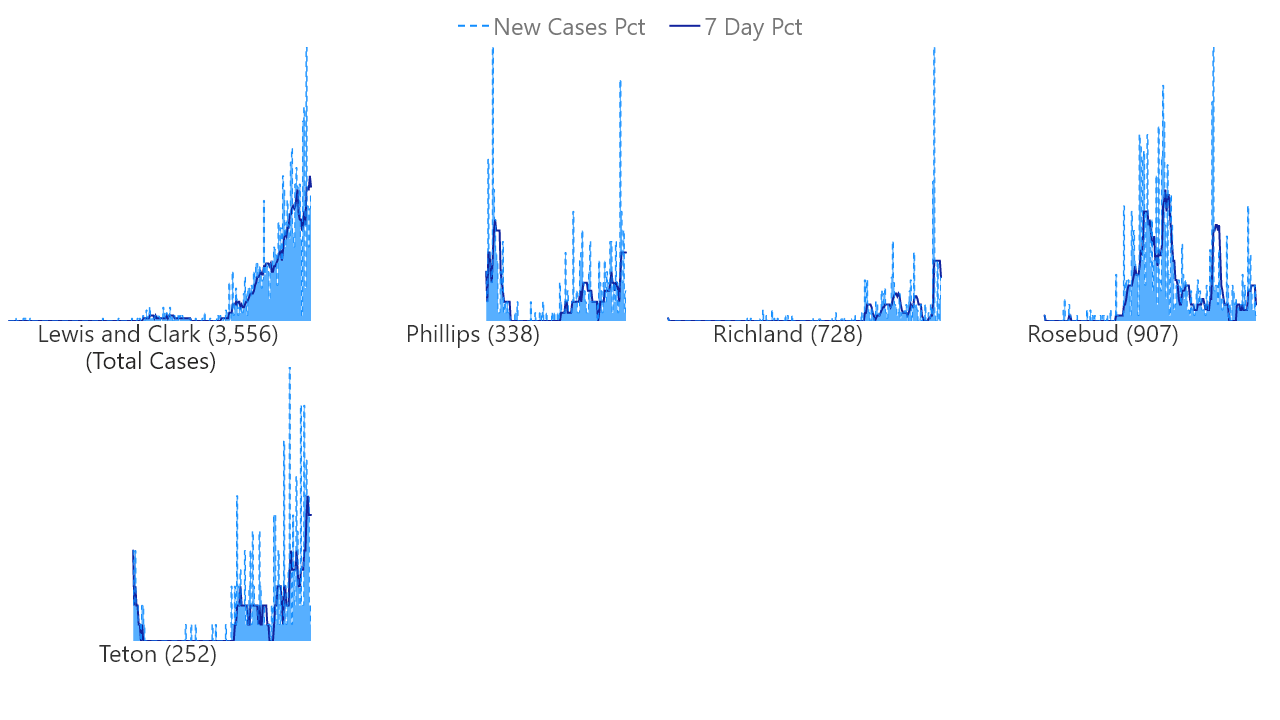 New Cases Pct 7 Day Pct
Lewis and Clark (3,556)
(Total Cases)
Phillips (338)
Richland (728)
Rosebud (907)
Teton (252)